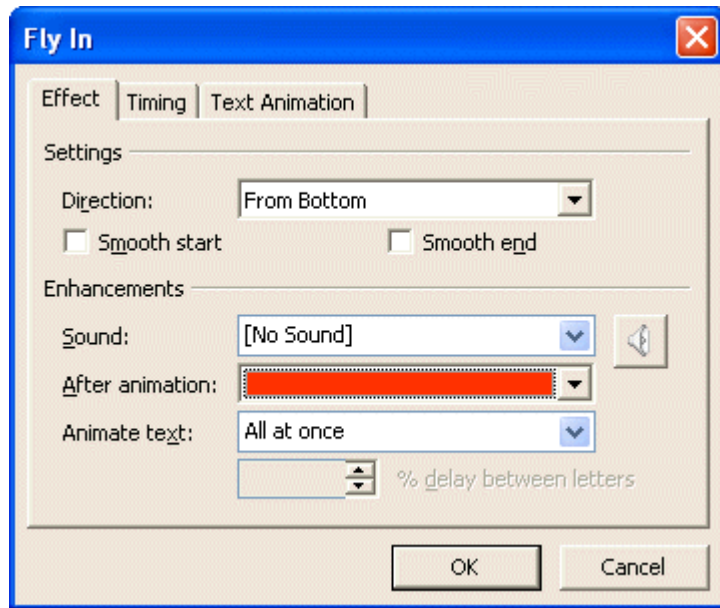 Fly In
Effect Timing Text Animation
Settings
Direction: From Bottom
Smooth start Smooth end
Enhancements
Sound: [No Sound]
After animation:
Animate text: All at once
% delay between letters
OK Cancel